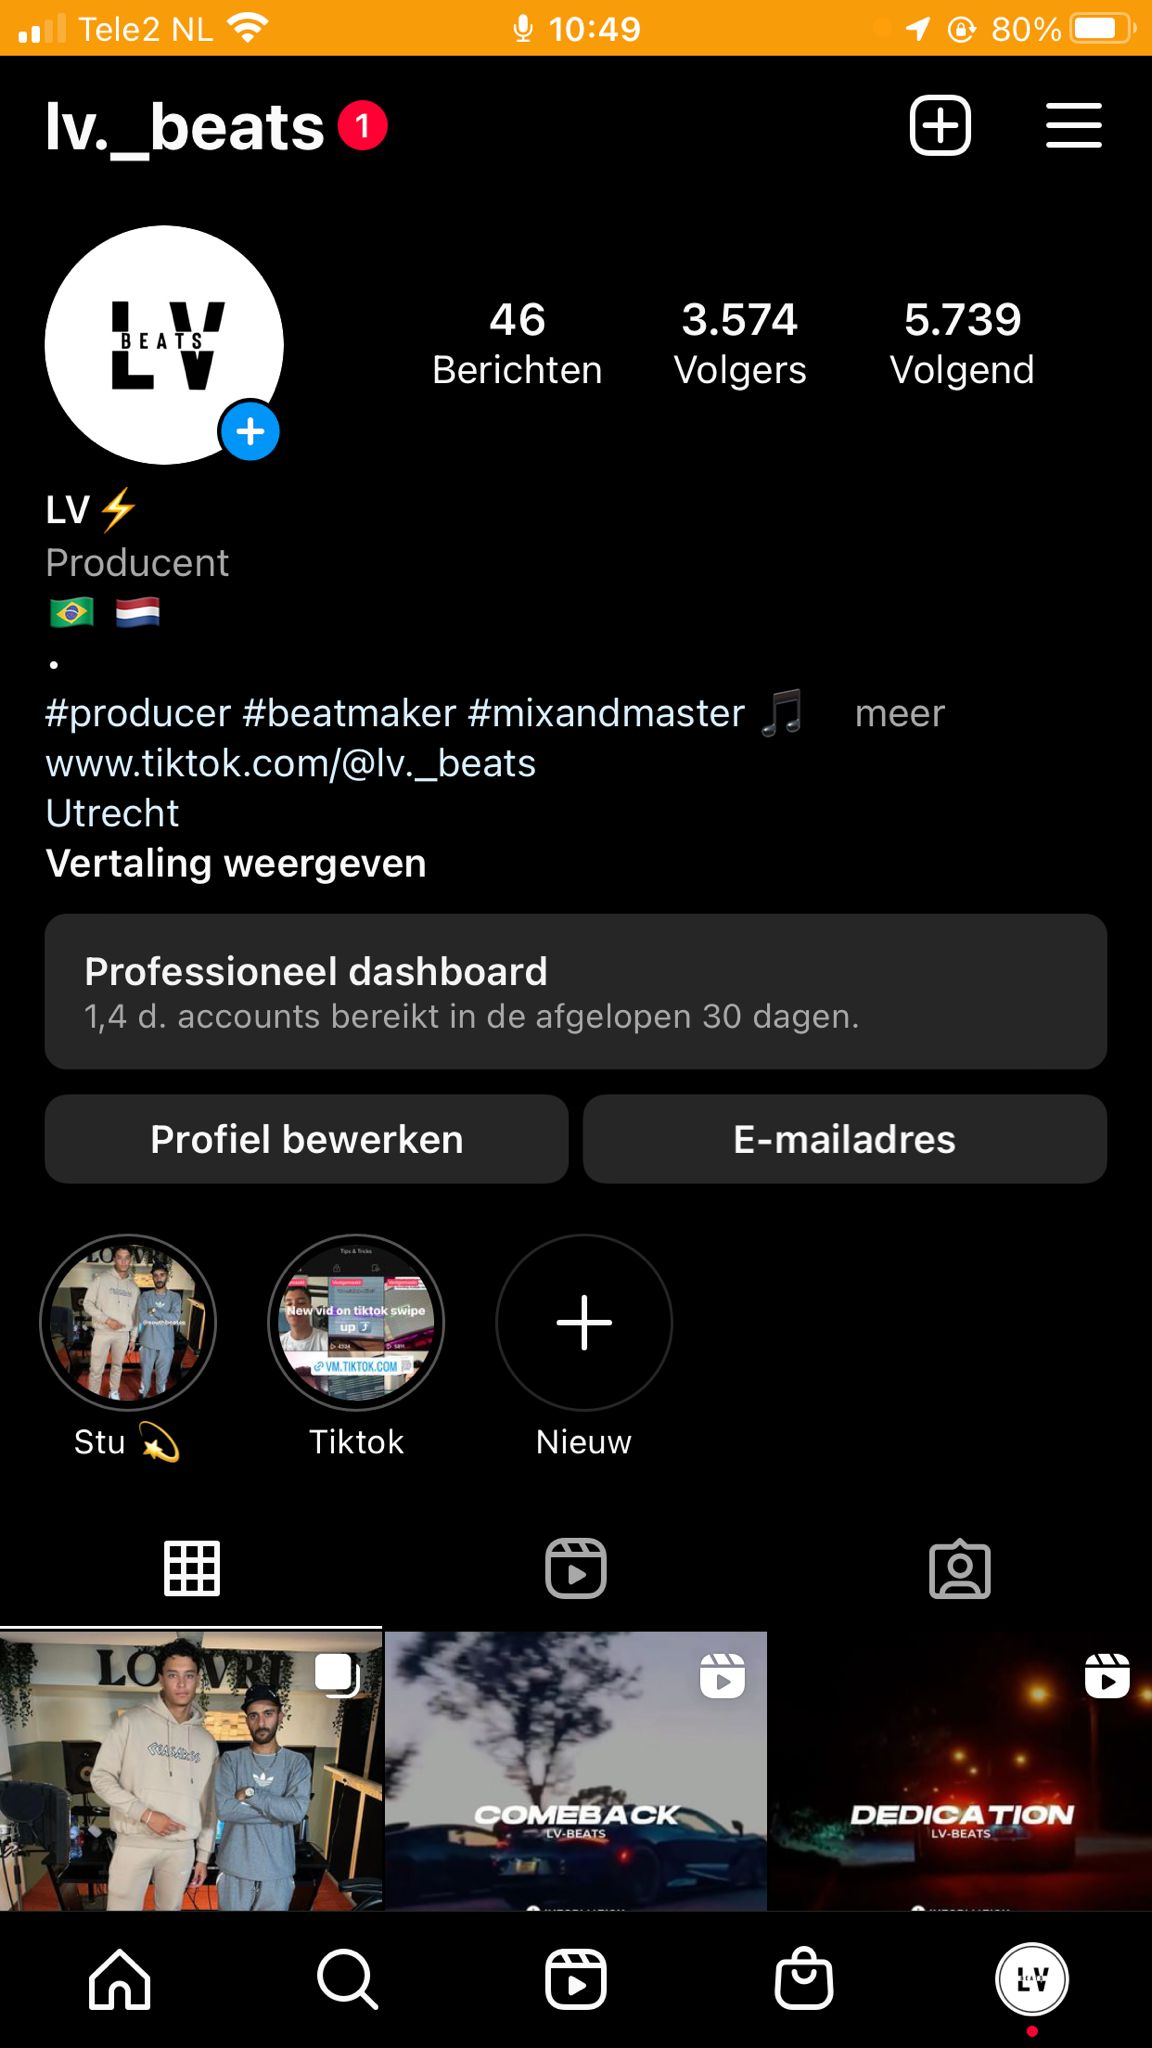 Tele2 NL 10:49 80%
lv._beats 1
LV
BEATS
46 3.574 5.739
Berichten Volgers Volgend
LV⚡
Producent
🇧🇷 🇳🇱
.
#producer #beatmaker #mixandmaster 🎵 meer
www.tiktok.com/@lv._beats
Utrecht
Vertaling weergeven
Professioneel dashboard
1,4 d. accounts bereikt in de afgelopen 30 dagen.
Profiel bewerken E-mailadres
Tips & Tricks
New vid on tiktok swipe
up
VM.TIKTOK.COM
Stu 💫 Tiktok Nieuw
COMEBACK
LV-BEATS
DEDICATION
LV-BEATS
LV